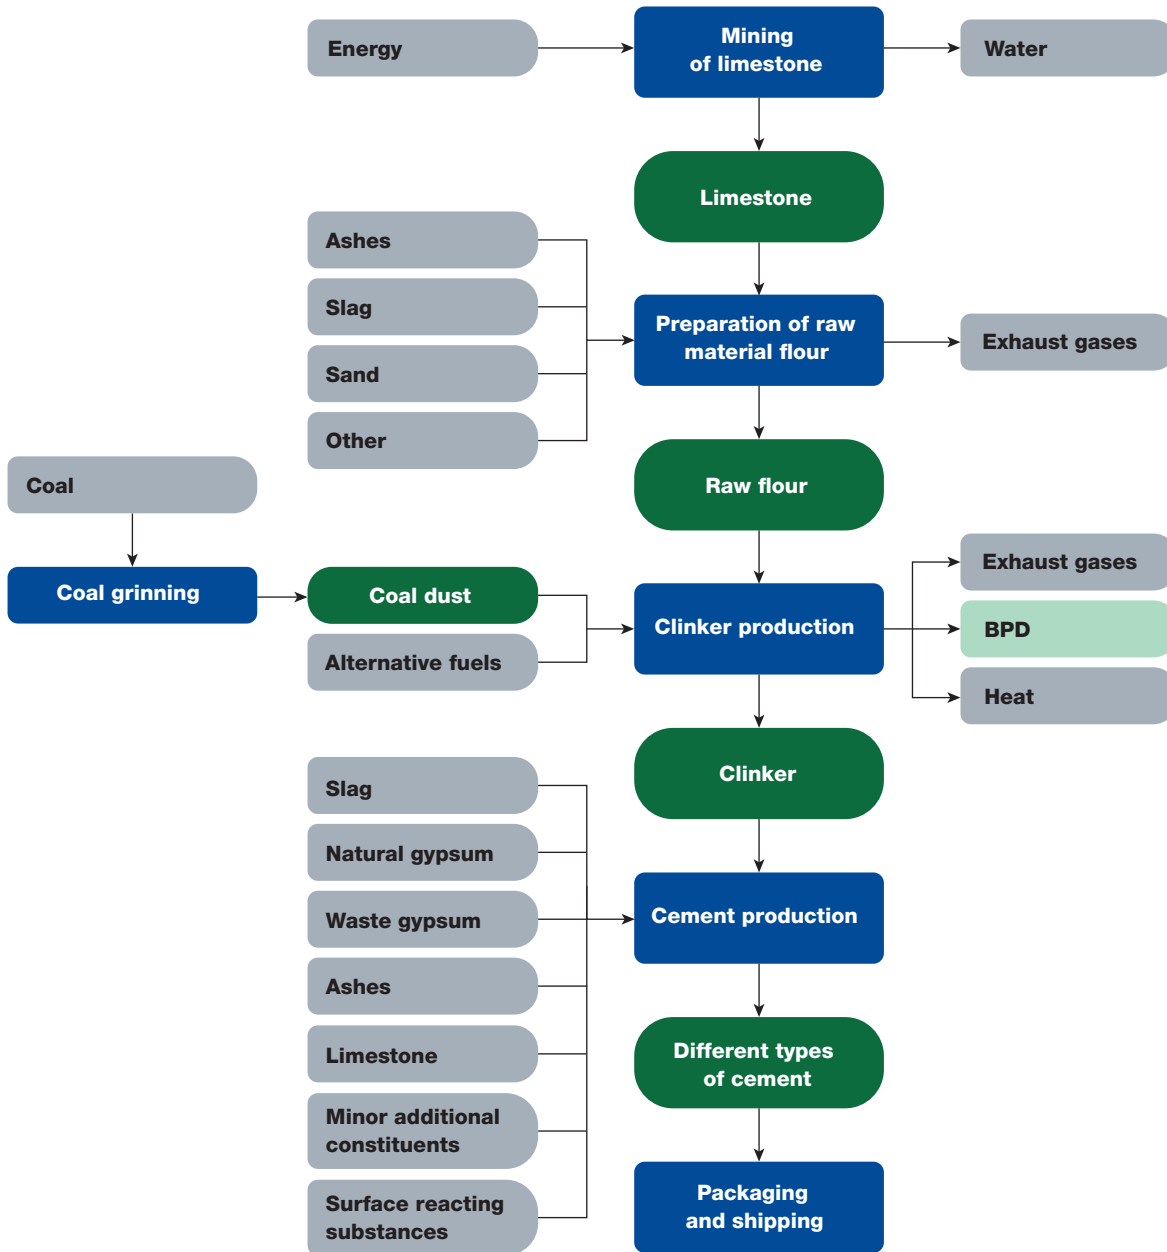 Energy
Mining
of limestone
Water
Limestone
Ashes
Slag
Sand
Other
Preparation of raw
material flour
Exhaust gases
Raw flour
Coal
Coal grinning
Coal dust
Alternative fuels
Clinker production
Exhaust gases
BPD
Heat
Clinker
Slag
Natural gypsum
Waste gypsum
Ashes
Limestone
Minor additional
constituents
Surface reacting
substances
Cement production
Different types
of cement
Packaging
and shipping